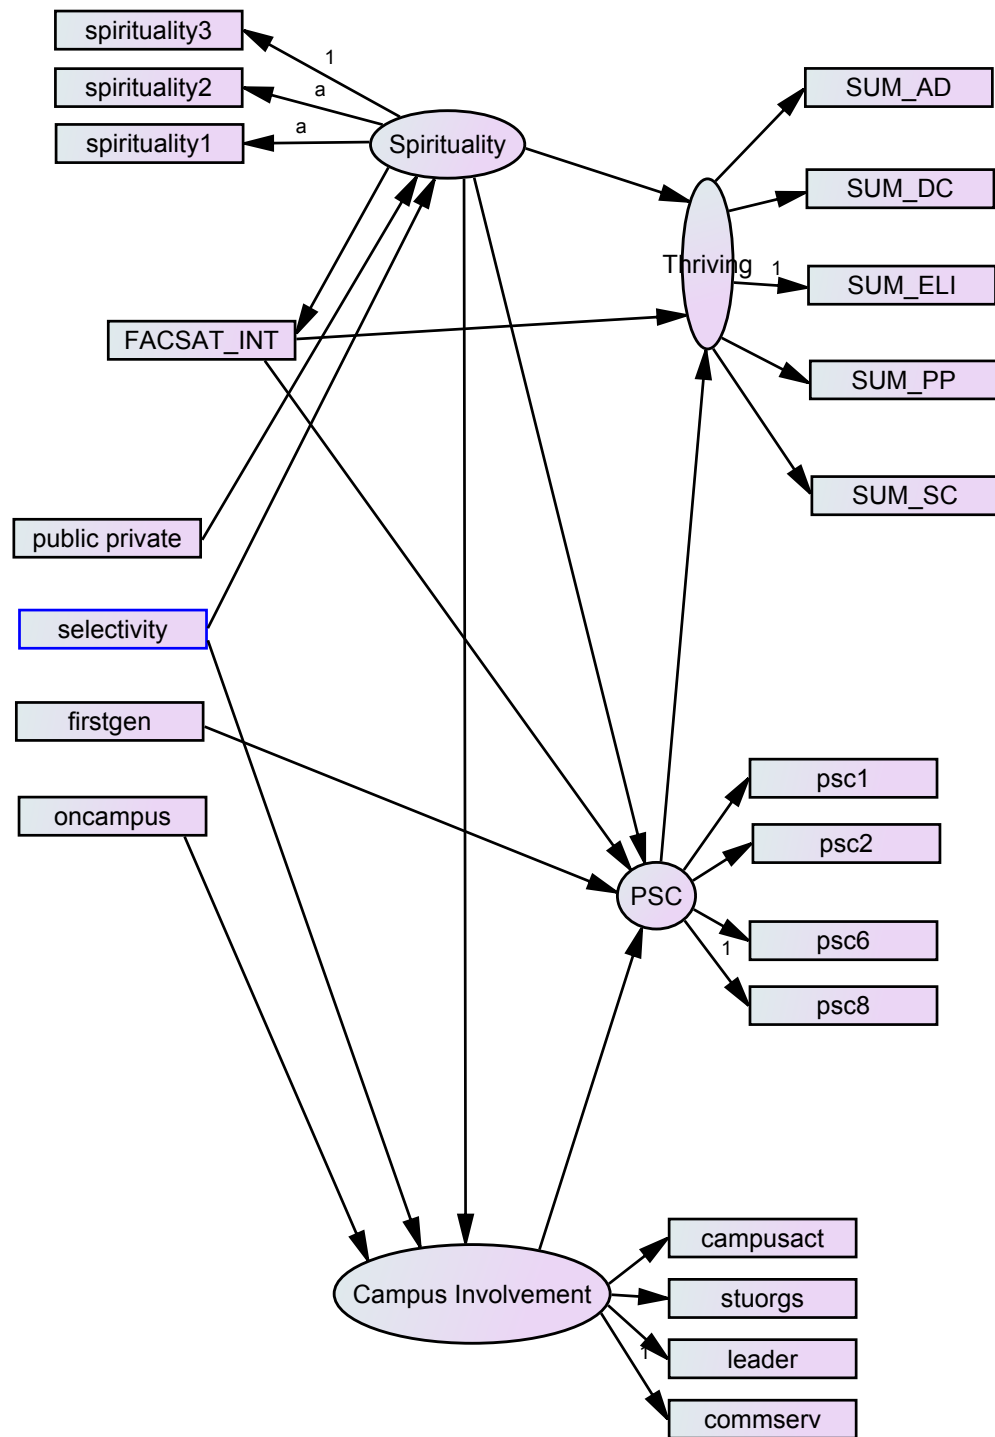 spirituality3
1
spirituality2
a
spirituality1
a
Spirituality
SUM_AD
SUM_DC
Thriving
1
SUM_ELI
FACSAT_INT
SUM_PP
SUM_SC
public private
selectivity
firstgen
oncampus
psc1
psc2
PSC
psc6
1
psc8
campusact
Campus Involvement
stuorgs
1
leader
commserv